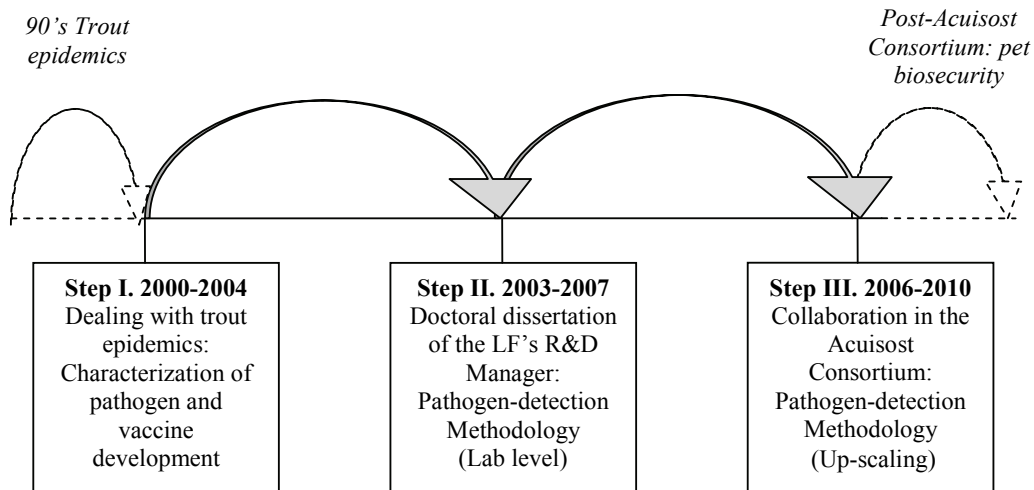 90’s Trout
epidemics
Post-Acuisost
Consortium: pet
biosecurity
Step I. 2000-2004
Dealing with trout
epidemics:
Characterization of
pathogen and
vaccine
development
Step II. 2003-2007
Doctoral dissertation
of the LF’s R&D
Manager:
Pathogen-detection
Methodology
(Lab level)
Step III. 2006-2010
Collaboration in the
Acuisost
Consortium:
Pathogen-detection
Methodology
(Up-scaling)